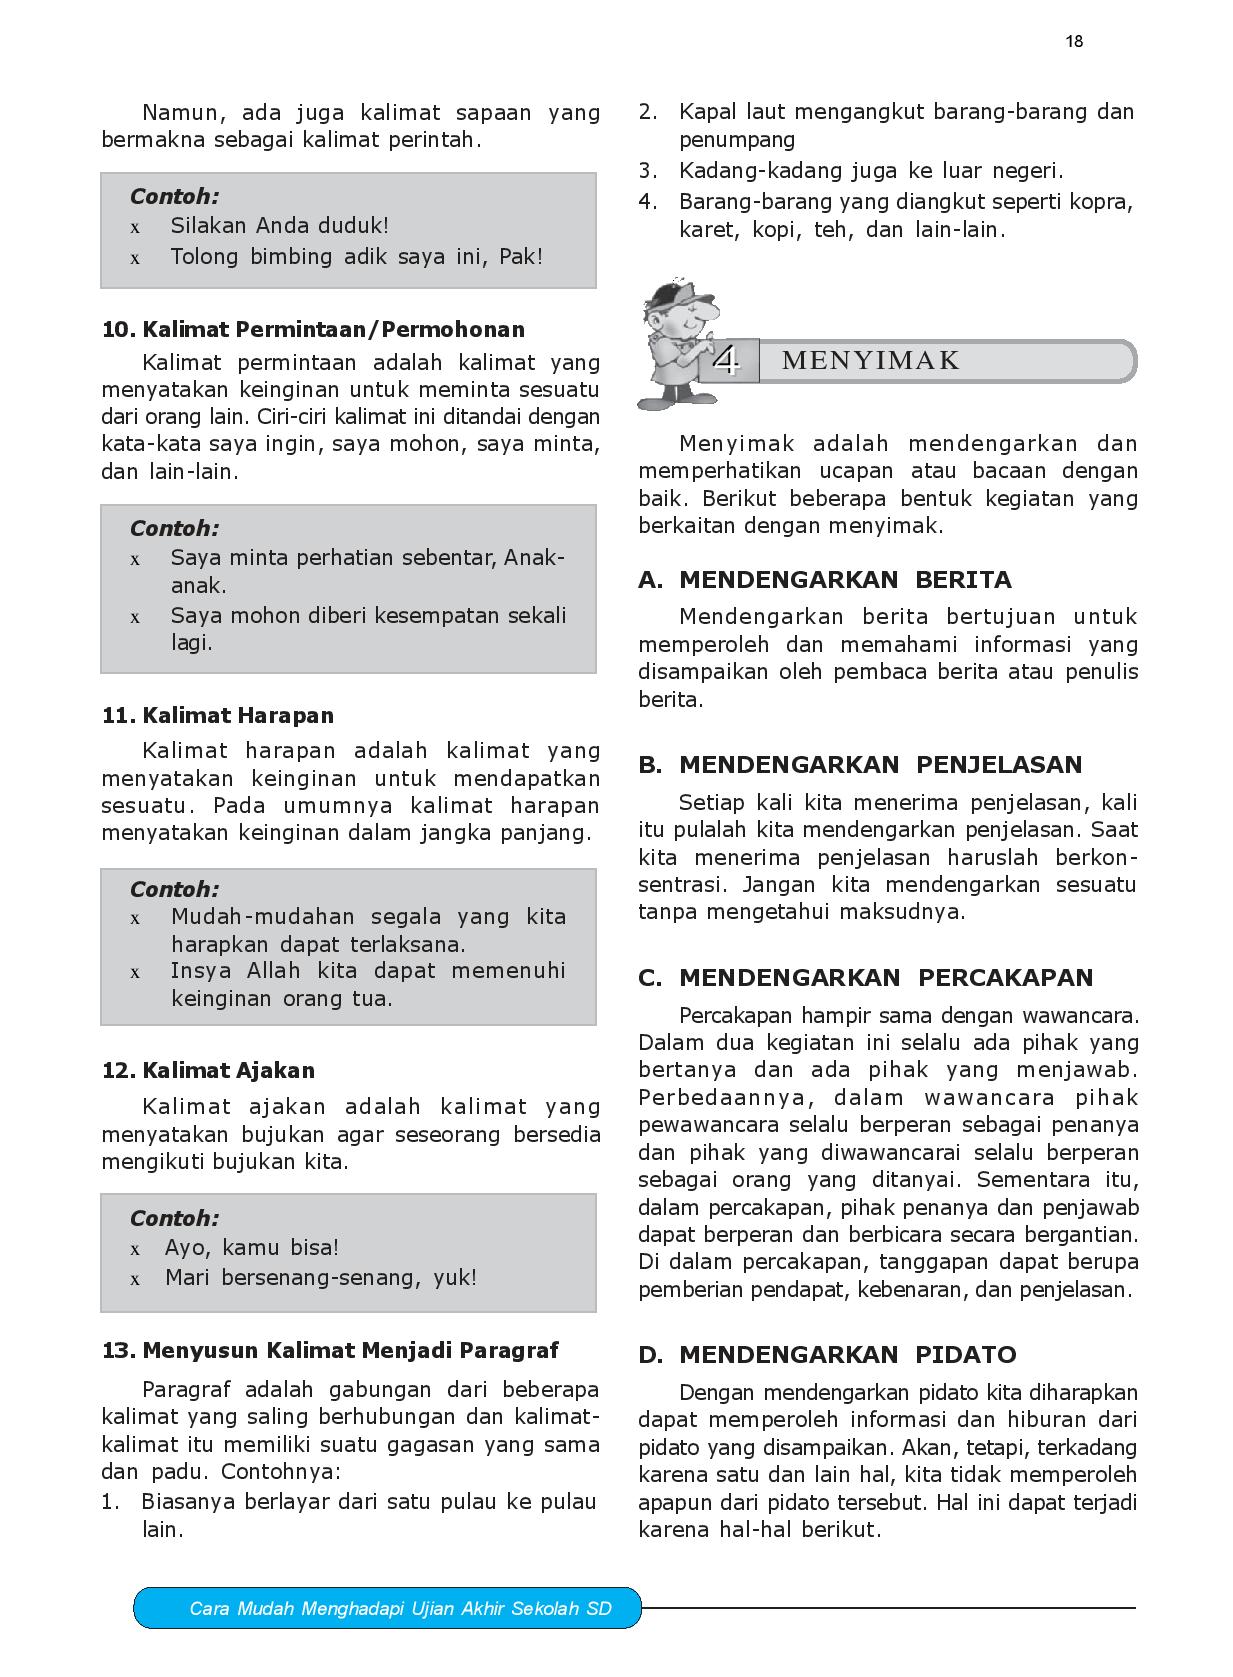 18
Namun, ada juga kalimat sapaan yang
bermakna sebagai kalimat perintah.
Contoh:
x Silakan Anda duduk!
x Tolong bimbing adik saya ini, Pak!
10. Kalimat Permintaan/Permohonan
Kalimat permintaan adalah kalimat yang
menyatakan keinginan untuk meminta sesuatu
dari orang lain. Ciri-ciri kalimat ini ditandai dengan
kata-kata saya ingin, saya mohon, saya minta,
dan lain-lain.
Contoh:
x Saya minta perhatian sebentar, Anak-
anak.
x Saya mohon diberi kesempatan sekali
lagi.
11. Kalimat Harapan
Kalimat harapan adalah kalimat yang
menyatakan keinginan untuk mendapatkan
sesuatu. Pada umumnya kalimat harapan
menyatakan keinginan dalam jangka panjang.
Contoh:
x Mudah-mudahan segala yang kita
harapkan dapat terlaksana.
x Insya Allah kita dapat memenuhi
keinginan orang tua.
12. Kalimat Ajakan
Kalimat ajakan adalah kalimat yang
menyatakan bujukan agar seseorang bersedia
mengikuti bujukan kita.
Contoh:
x Ayo, kamu bisa!
x Mari bersenang-senang, yuk!
13. Menyusun Kalimat Menjadi Paragraf
Paragraf adalah gabungan dari beberapa
kalimat yang saling berhubungan dan kalimat-
kalimat itu memiliki suatu gagasan yang sama
dan padu. Contohnya:
1. Biasanya berlayar dari satu pulau ke pulau
lain.
2. Kapal laut mengangkut barang-barang dan
penumpang
3. Kadang-kadang juga ke luar negeri.
4. Barang-barang yang diangkut seperti kopra,
karet, kopi, teh, dan lain-lain.
4 MENYIMAK
Menyimak adalah mendengarkan dan
memperhatikan ucapan atau bacaan dengan
baik. Berikut beberapa bentuk kegiatan yang
berkaitan dengan menyimak.
A. MENDENGARKAN BERITA
Mendengarkan berita bertujuan untuk
memperoleh dan memahami informasi yang
disampaikan oleh pembaca berita atau penulis
berita.
B. MENDENGARKAN PENJELASAN
Setiap kali kita menerima penjelasan, kali
itu pulalah kita mendengarkan penjelasan. Saat
kita menerima penjelasan haruslah berkon-
sentrasi. Jangan kita mendengarkan sesuatu
tanpa mengetahui maksudnya.
C. MENDENGARKAN PERCAKAPAN
Percakapan hampir sama dengan wawancara.
Dalam dua kegiatan ini selalu ada pihak yang
bertanya dan ada pihak yang menjawab.
Perbedaannya, dalam wawancara pihak
pewawancara selalu berperan sebagai penanya
dan pihak yang diwawancarai selalu berperan
sebagai orang yang ditanyai. Sementara itu,
dalam percakapan, pihak penanya dan penjawab
dapat berperan dan berbicara secara bergantian.
Di dalam percakapan, tanggapan dapat berupa
pemberian pendapat, kebenaran, dan penjelasan.
D. MENDENGARKAN PIDATO
Dengan mendengarkan pidato kita diharapkan
dapat memperoleh informasi dan hiburan dari
pidato yang disampaikan. Akan, tetapi, terkadang
karena satu dan lain hal, kita tidak memperoleh
apapun dari pidato tersebut. Hal ini dapat terjadi
karena hal-hal berikut.
Cara Mudah Menghadapi Ujian Akhir Sekolah SD